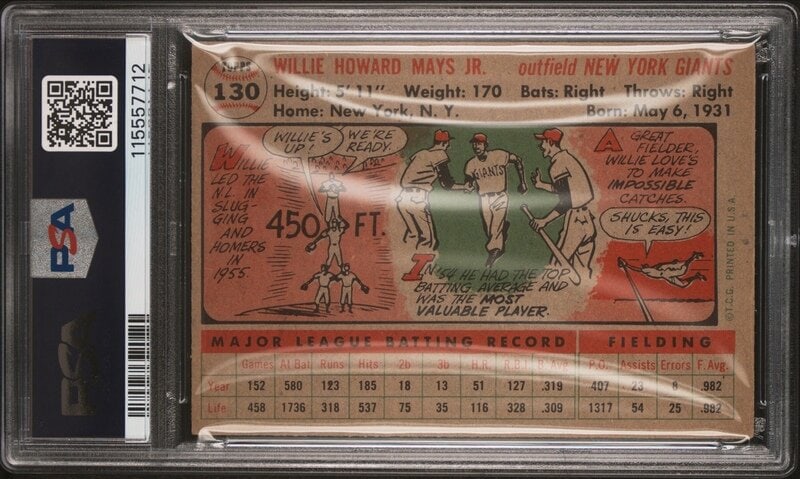 115557712
PSA
PSA
TOPPS
130
WILLIE HOWARD MAYS JR. outfield NEW YORK GIANTS
Height: 5' 11" Weight: 170 Bats: Right Throws: Right
Home: New York, N. Y. Born: May 6, 1931
WILLIE
LED THE
N.L. IN
SLUG-
GING
AND
HOMERS
IN
1955.
WILLIE'S
UP!
WE'RE
READY.
450 FT.
GIANTS
IN '54 HE HAD THE TOP
BATTING AVERAGE AND
WAS THE MOST
VALUABLE PLAYER.
A GREAT
FIELDER,
WILLIE LOVE'S
TO MAKE
IMPOSSIBLE
CATCHES.
SHUCKS, THIS
IS EASY!
©T.C.G. PRINTED IN U.S.A.
MAJOR LEAGUE BATTING RECORD FIELDING
Games At Bat Runs Hits 2b 3b H.R. R.B.I. B. Ave. P.O. Assists Errors F. Avg.
Year 152 580 123 185 18 13 51 127 .319 407 23 8 .982
Life 458 1736 318 537 75 35 116 328 .309 1317 54 25 .982